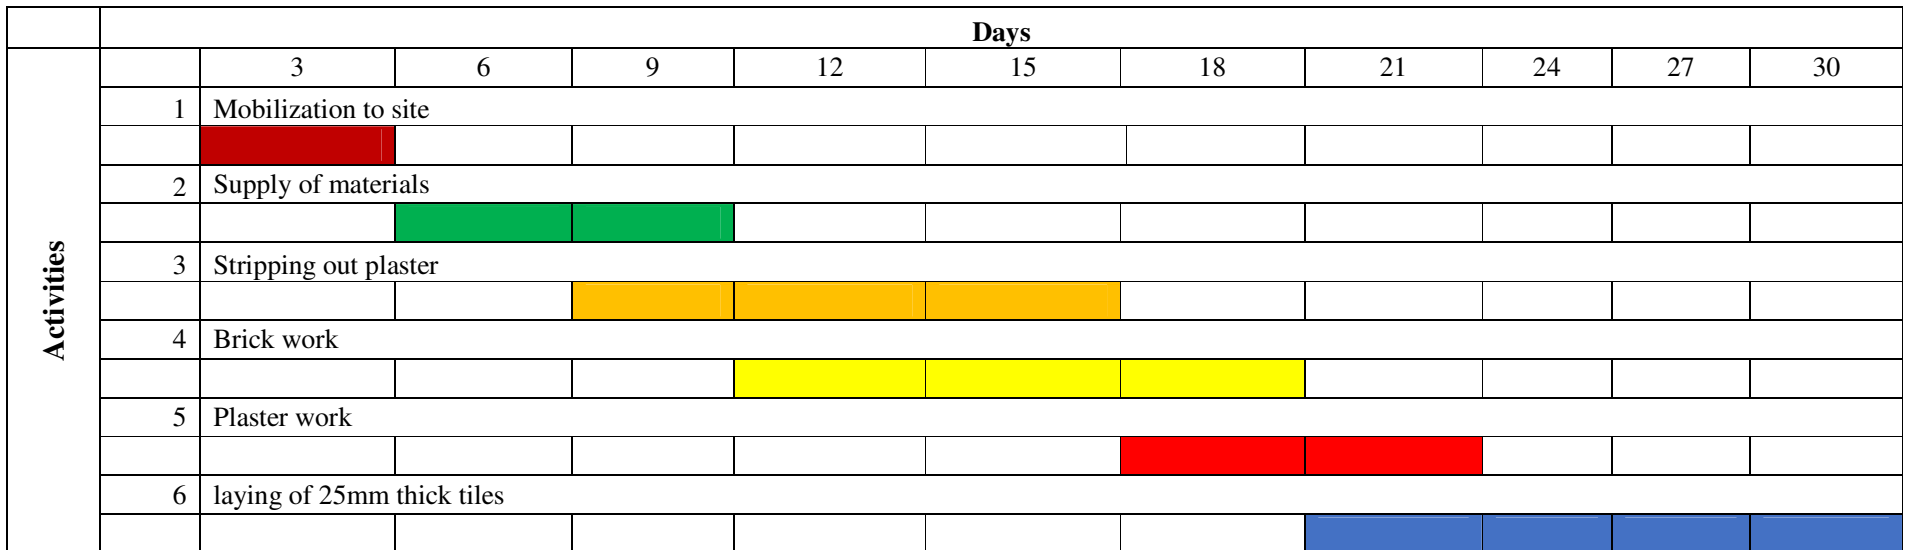 Days
3 6 9 12 15 18 21 24 27 30
Activities
1 Mobilization to site
2 Supply of materials
3 Stripping out plaster
4 Brick work
5 Plaster work
6 laying of 25mm thick tiles